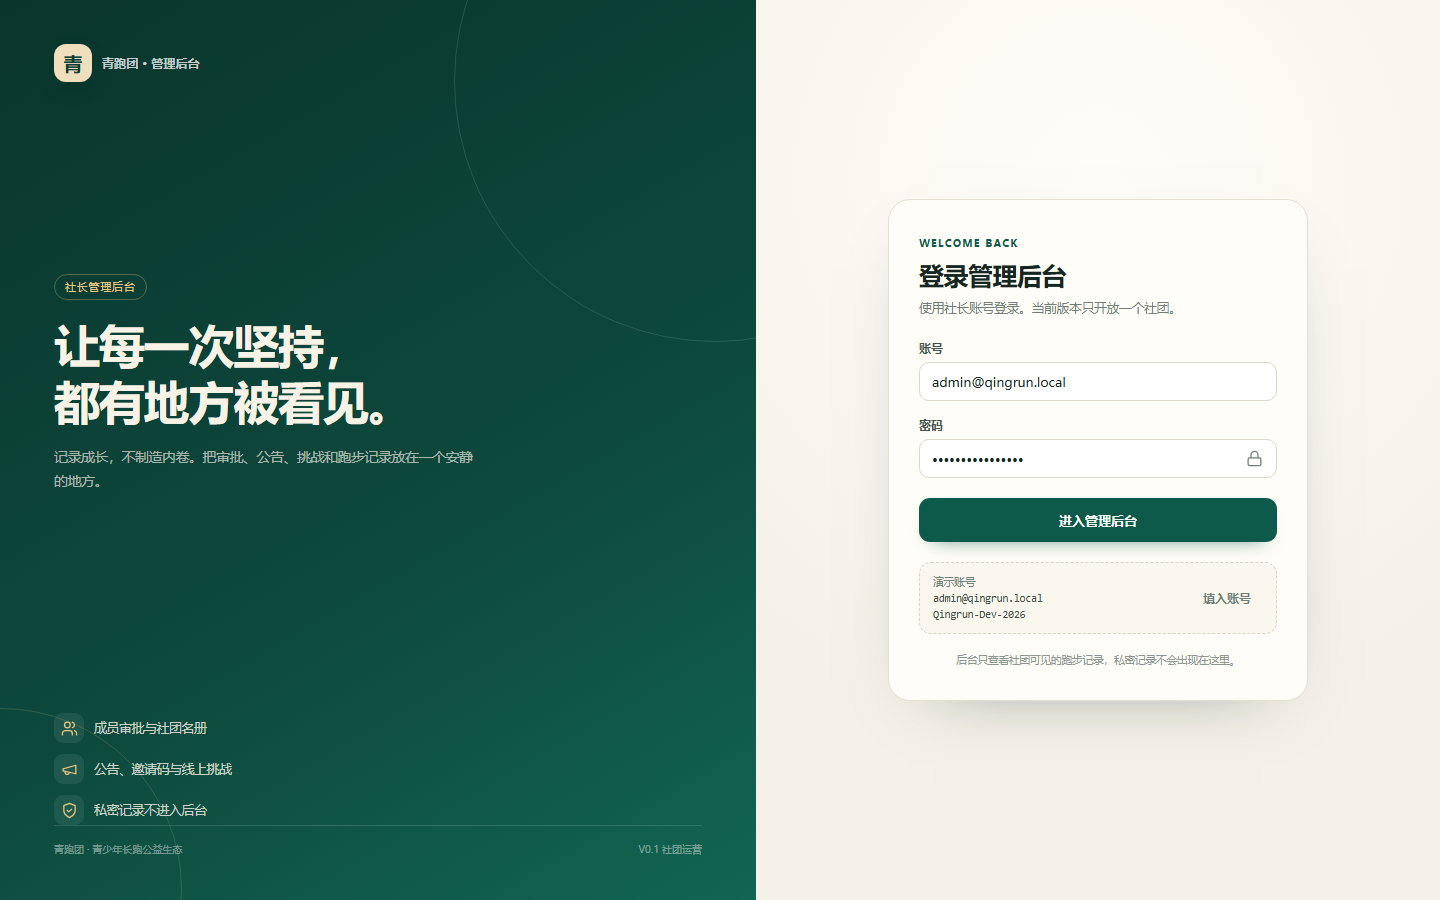 青
青跑团·管理后台
社长管理后台
让每一次坚持，
都有地方被看见。
记录成长，不制造内卷。把审批、公告、挑战和跑步记录放在一个安静
的地方。
成员审批与社团名册
公告、邀请码与线上挑战
私密记录不进入后台
青跑团 · 青少年长跑公益生态
V0.1 社团运营
WELCOME BACK
登录管理后台
使用社长账号登录。当前版本只开放一个社团。
账号
admin@qingrun.local
密码
••••••••••••••••
进入管理后台
演示账号
admin@qingrun.local
Qingrun-Dev-2026
填入账号
后台只查看社团可见的跑步记录，私密记录不会出现在这里。